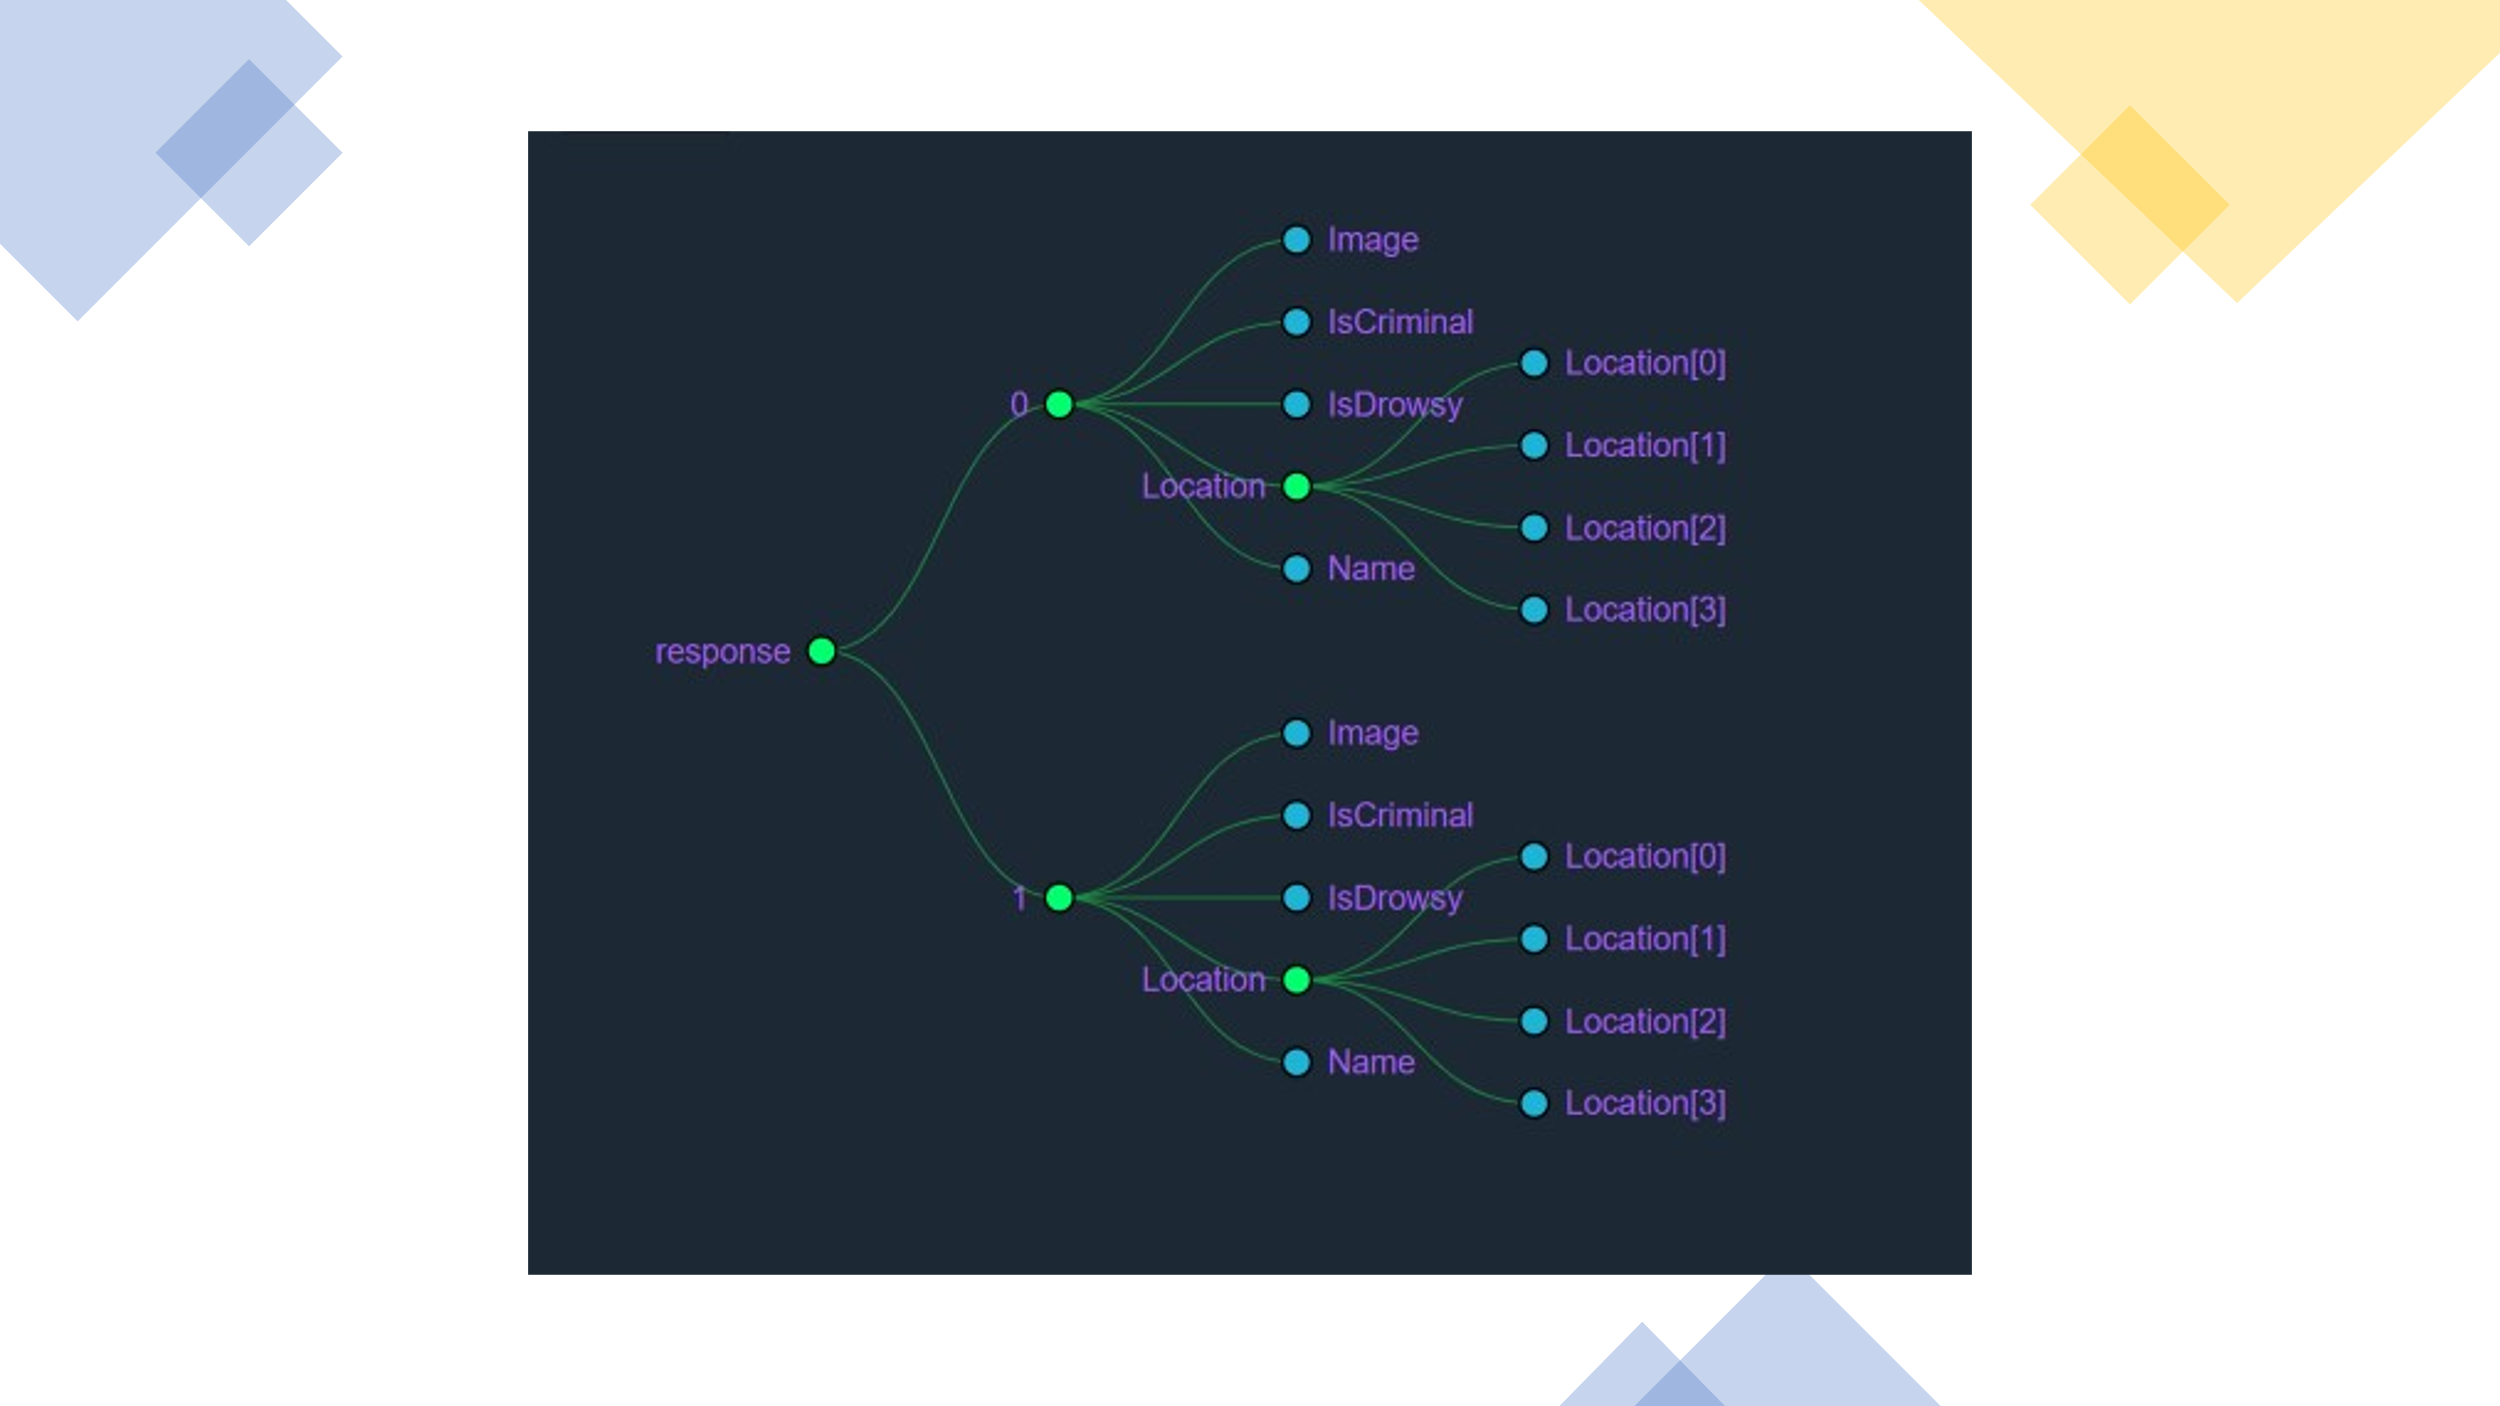 Image
IsCriminal
Location[0]
0
IsDrowsy
Location[1]
Location
Location[2]
Name
Location[3]
response
Image
IsCriminal
Location[0]
1
IsDrowsy
Location[1]
Location
Location[2]
Name
Location[3]